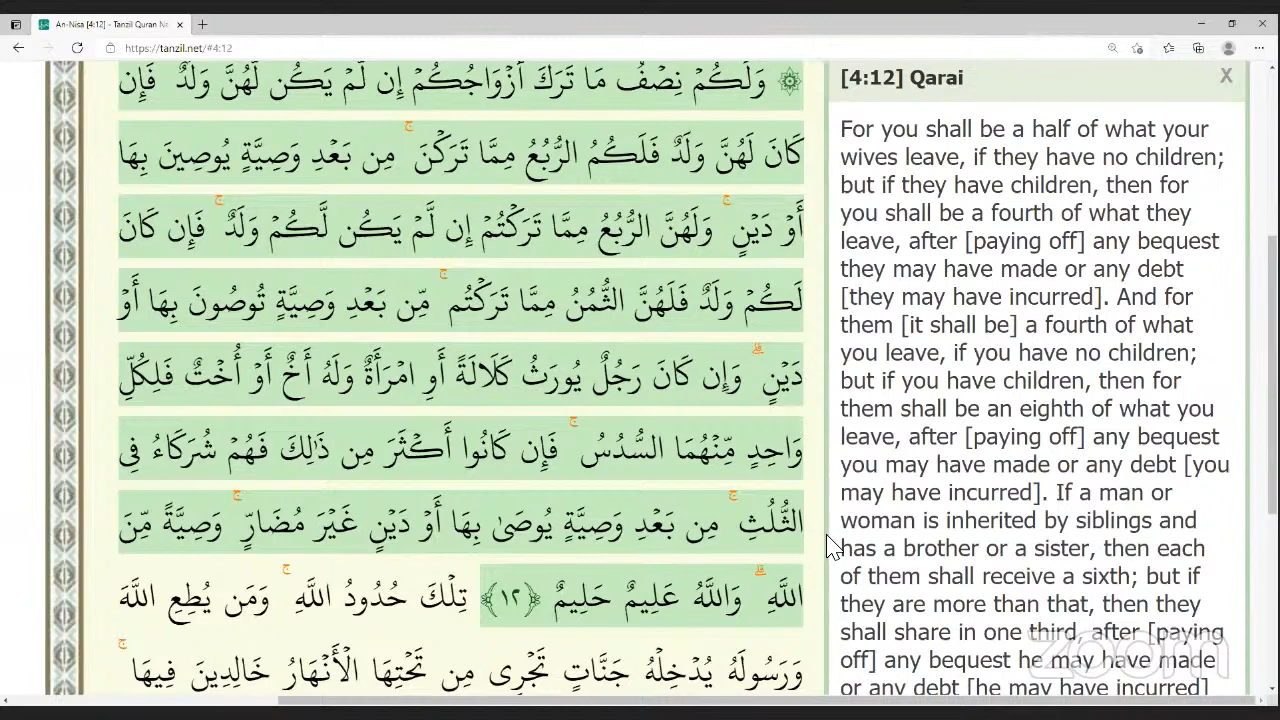 An-Nisa [4:12] - Tanzil Quran Na
https://tanzil.net/#4:12
۞ وَلَكُمْ نِصْفُ مَا تَرَكَ أَزْوَاجُكُمْ إِن لَّمْ يَكُن لَّهُنَّ وَلَدٌ ۚ فَإِن
كَانَ لَهُنَّ وَلَدٌ فَلَكُمُ الرُّبُعُ مِمَّا تَرَكْنَ ۚ مِن بَعْدِ وَصِيَّةٍ يُوصِينَ بِهَا
أَوْ دَيْنٍ ۚ وَلَهُنَّ الرُّبُعُ مِمَّا تَرَكْتُمْ إِن لَّمْ يَكُن لَّكُمْ وَلَدٌ ۚ فَإِن كَانَ
لَكُمْ وَلَدٌ فَلَهُنَّ الثُّمُنُ مِمَّا تَرَكْتُم ۚ مِّن بَعْدِ وَصِيَّةٍ تُوصُونَ بِهَا أَوْ
دَيْنٍ ۗ وَإِن كَانَ رَجُلٌ يُورَثُ كَلَالَةً أَوِ امْرَأَةٌ وَلَهُ أَخٌ أَوْ أُخْتٌ فَلِكُلِّ
وَاحِدٍ مِّنْهُمَا السُّدُسُ ۚ فَإِن كَانُوا أَكْثَرَ مِن ذَٰلِكَ فَهُمْ شُرَكَاءُ فِى
الثُّلُثِ ۚ مِن بَعْدِ وَصِيَّةٍ يُوصَىٰ بِهَا أَوْ دَيْنٍ غَيْرَ مُضَارٍّ ۚ وَصِيَّةً مِّنَ
اللَّهِ ۗ وَاللَّهُ عَلِيمٌ حَلِيمٌ ﴿١٢﴾ تِلْكَ حُدُودُ اللَّهِ ۚ وَمَن يُطِعِ اللَّهَ
وَرَسُولَهُ يُدْخِلْهُ جَنَّاتٍ تَجْرِى مِن تَحْتِهَا الْأَنْهَارُ خَالِدِينَ فِيهَا ۚ
[4:12] Qarai
X
For you shall be a half of what your
wives leave, if they have no children;
but if they have children, then for
you shall be a fourth of what they
leave, after [paying off] any bequest
they may have made or any debt
[they may have incurred]. And for
them [it shall be] a fourth of what
you leave, if you have no children;
but if you have children, then for
them shall be an eighth of what you
leave, after [paying off] any bequest
you may have made or any debt [you
may have incurred]. If a man or
woman is inherited by siblings and
has a brother or a sister, then each
of them shall receive a sixth; but if
they are more than that, then they
shall share in one third, after [paying
off] any bequest he may have made
or any debt [he may have incurred]
zoom